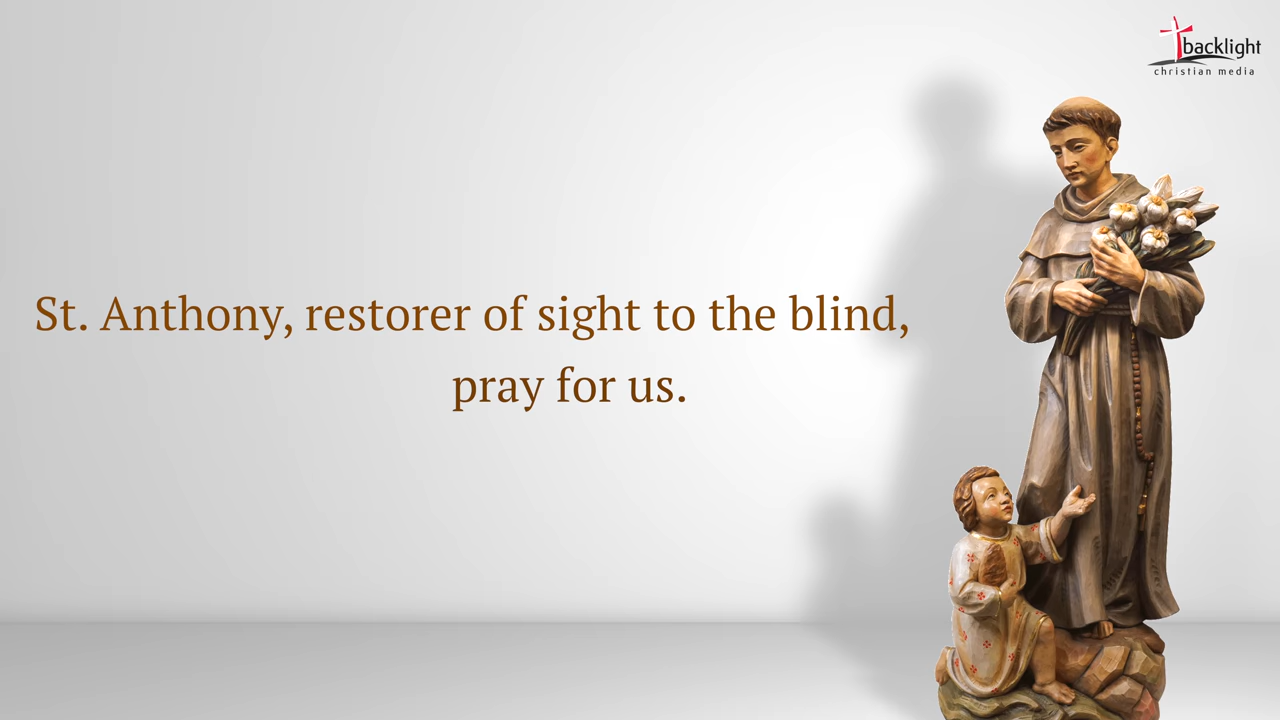 backlight
christian media
St. Anthony, restorer of sight to the blind,
pray for us.